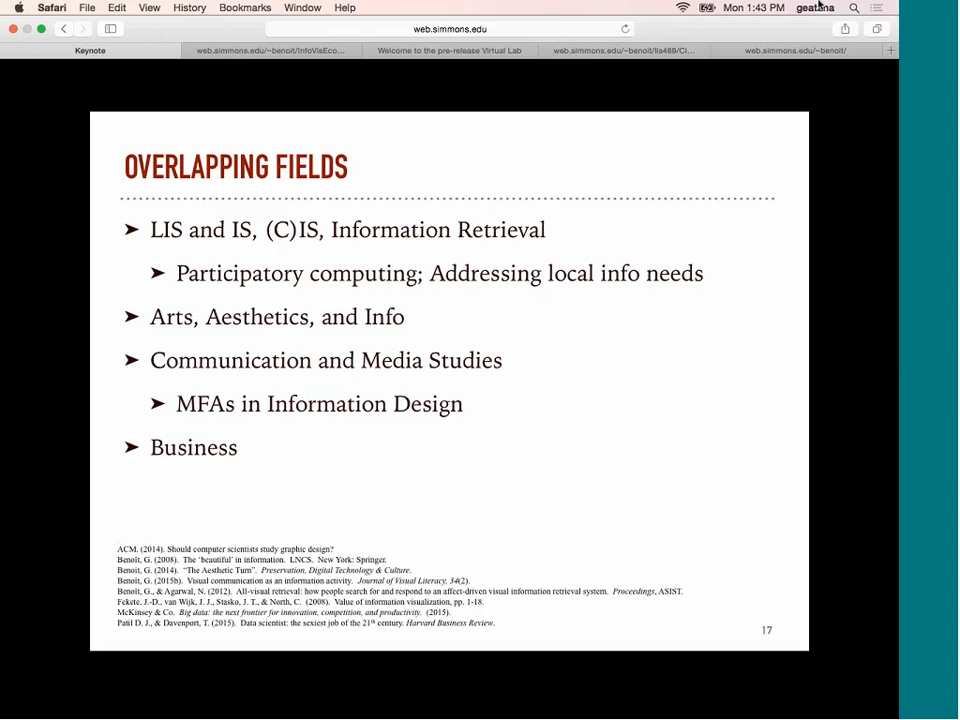 Safari File Edit View History Bookmarks Window Help Mon 1:43 PM
web.simmons.edu
Keynote web.simmons.edu/~benoit/InfoVisEco... Welcome to the pre-release Virtual Lab web.simmons.edu/~benoit/lis489/Cl... web.simmons.edu/~benoit/
OVERLAPPING FIELDS
➤ LIS and IS, (C)IS, Information Retrieval
➤ Participatory computing; Addressing local info needs
➤ Arts, Aesthetics, and Info
➤ Communication and Media Studies
➤ MFAs in Information Design
➤ Business
ACM. (2014). Should computer scientists study graphic design?
Benoît, G. (2008). The 'beautiful' in information. LNCS. New York: Springer.
Benoît, G. (2014). "The Aesthetic Turn". Preservation, Digital Technology & Culture.
Benoît, G. (2015b). Visual communication as an information activity. Journal of Visual Literacy, 34(2).
Benoît, G., & Agarwal, N. (2012). All-visual retrieval: how people search for and respond to an affect-driven visual information retrieval system. Proceedings, ASIST.
Fekete, J.-D., van Wijk, J. J., Stasko, J. T., & North, C. (2008). Value of information visualization, pp. 1-18.
McKinsey & Co. Big data: the next frontier for innovation, competition, and productivity. (2015).
Patil D. J., & Davenport, T. (2015). Data scientist: the sexiest job of the 21th century. Harvard Business Review.
17